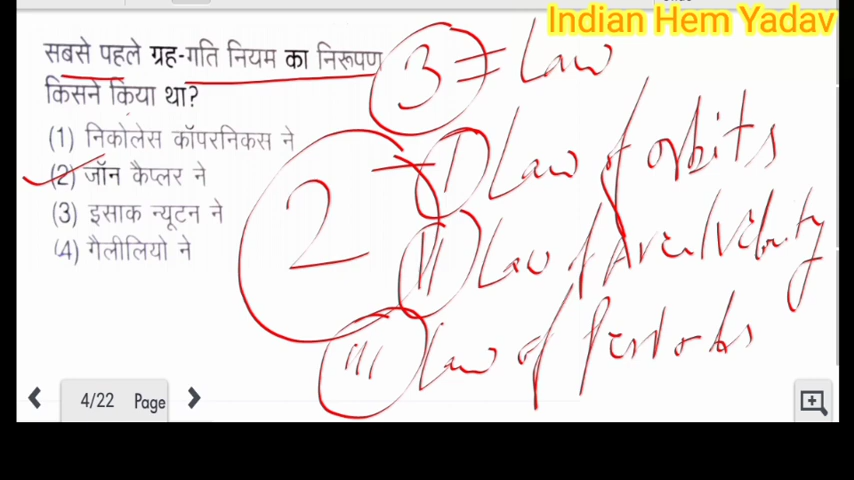 Indian Hem Yadav
सबसे पहले ग्रह-गति नियम का निरूपण
किसने किया था?
(1) निकोलेस कॉपरनिकस ने
(2) जॉन कैप्लर ने
(3) इसाक न्यूटन ने
(4) गैलीलियो ने
3 = Law
2
I Law of orbits
II Law of Area/Velocity
III Law of Periods
4/22 Page